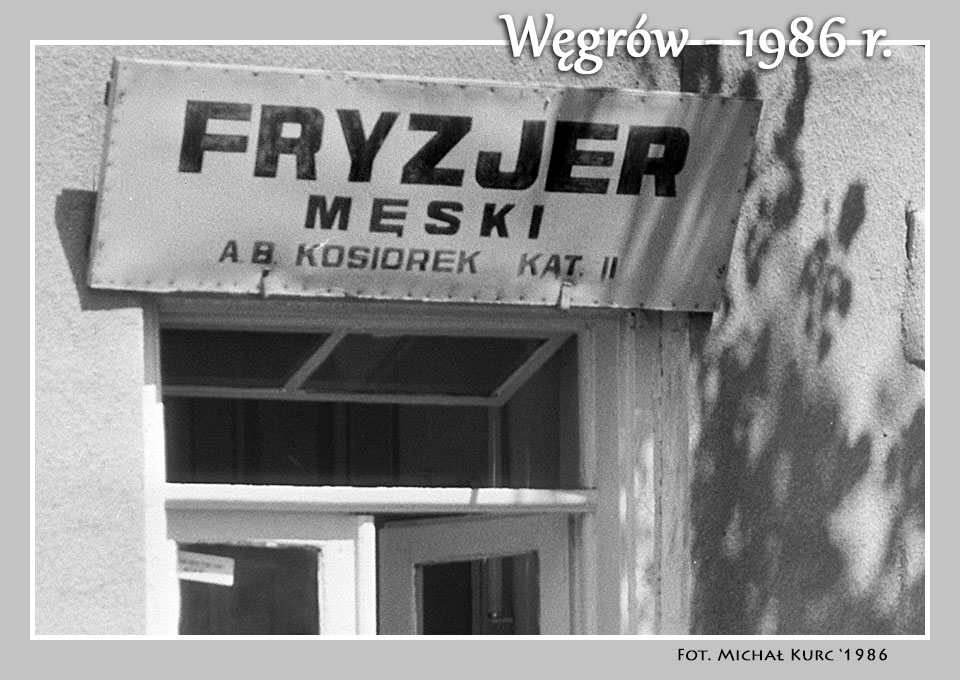 Węgrów - 1986 r.
FRYZJER
MĘSKI
A.B. KOSIOREK KAT. II
FOT. MICHAŁ KURC '1986